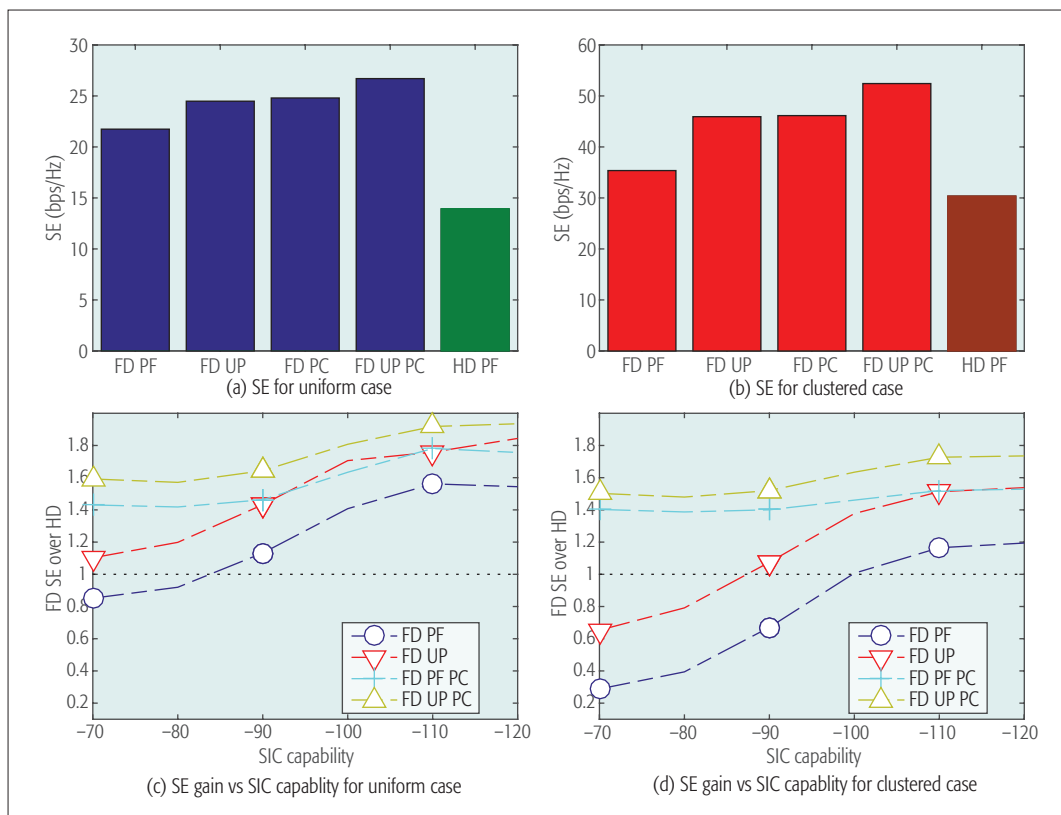 30
25
20
15
10
5
0
SE (bps/Hz)
FD PF FD UP FD PC FD UP PC HD PF
(a) SE for uniform case
60
50
40
30
20
10
0
SE (bps/Hz)
FD PF FD UP FD PC FD UP PC HD PF
(b) SE for clustered case
1.8
1.6
1.4
1.2
1
0.8
0.6
0.4
0.2
FD SE over HD
FD PF
FD UP
FD PF PC
FD UP PC
–70 –80 –90 –100 –110 –120
SIC capability
(c) SE gain vs SIC capablity for uniform case
1.8
1.6
1.4
1.2
1
0.8
0.6
0.4
0.2
FD SE over HD
FD PF
FD UP
FD PF PC
FD UP PC
–70 –80 –90 –100 –110 –120
SIC capability
(d) SE gain vs SIC capablity for clustered case